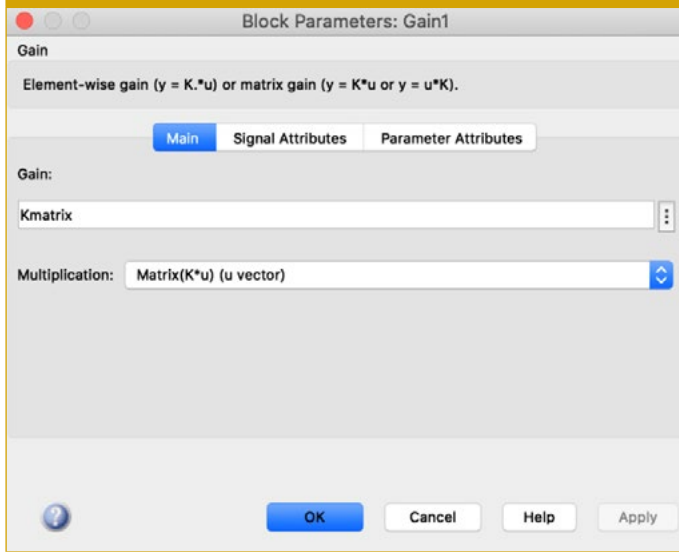 Block Parameters: Gain1
Gain
Element-wise gain (y = K.*u) or matrix gain (y = K*u or y = u*K).
Main Signal Attributes Parameter Attributes
Gain:
Kmatrix
Multiplication: Matrix(K*u) (u vector)
? OK Cancel Help Apply